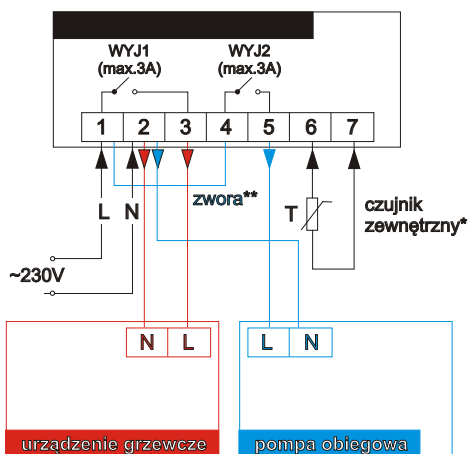 WYJ1 WYJ2
(max.3A) (max.3A)
1 2 3 4 5 6 7
zwora**
L N T czujnik
zewnętrzny*
~230V
N L L N
urządzenie grzewcze pompa obiegowa